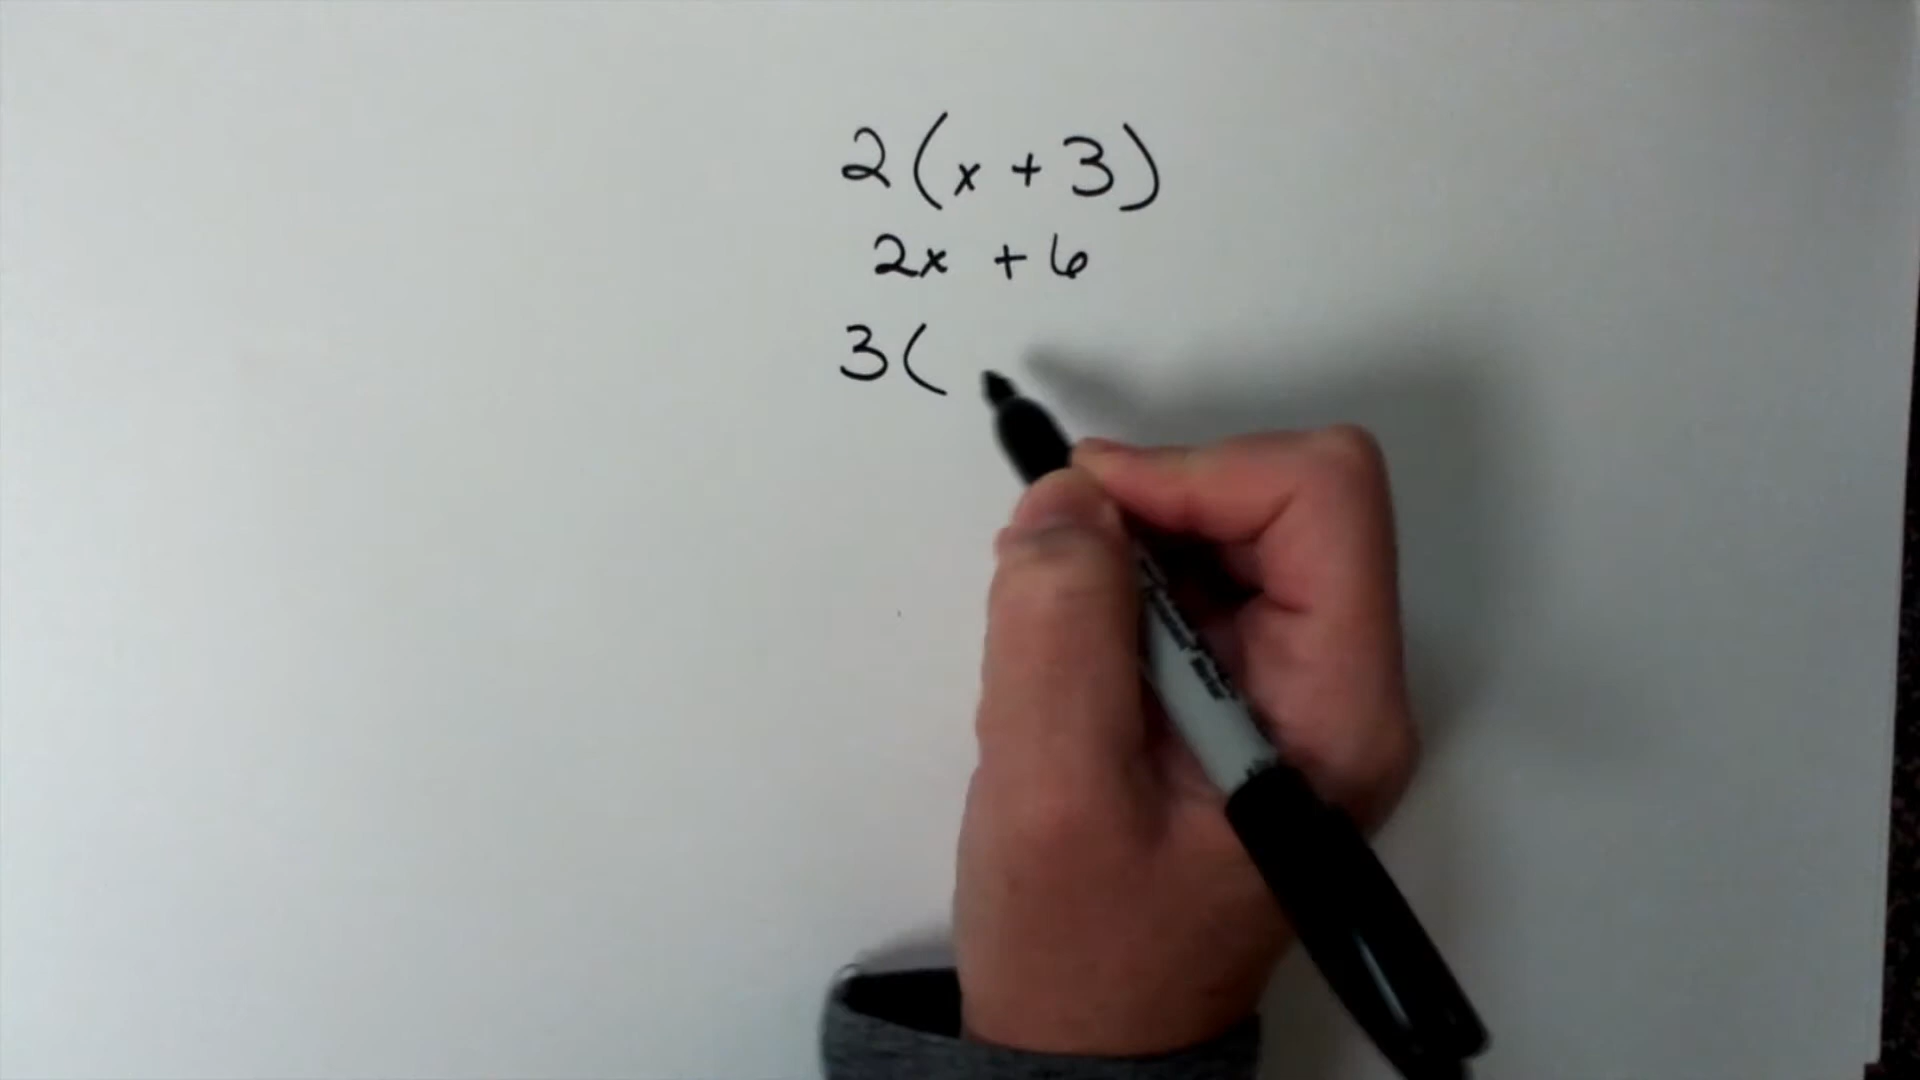 2(x + 3)
2x + 6
3(